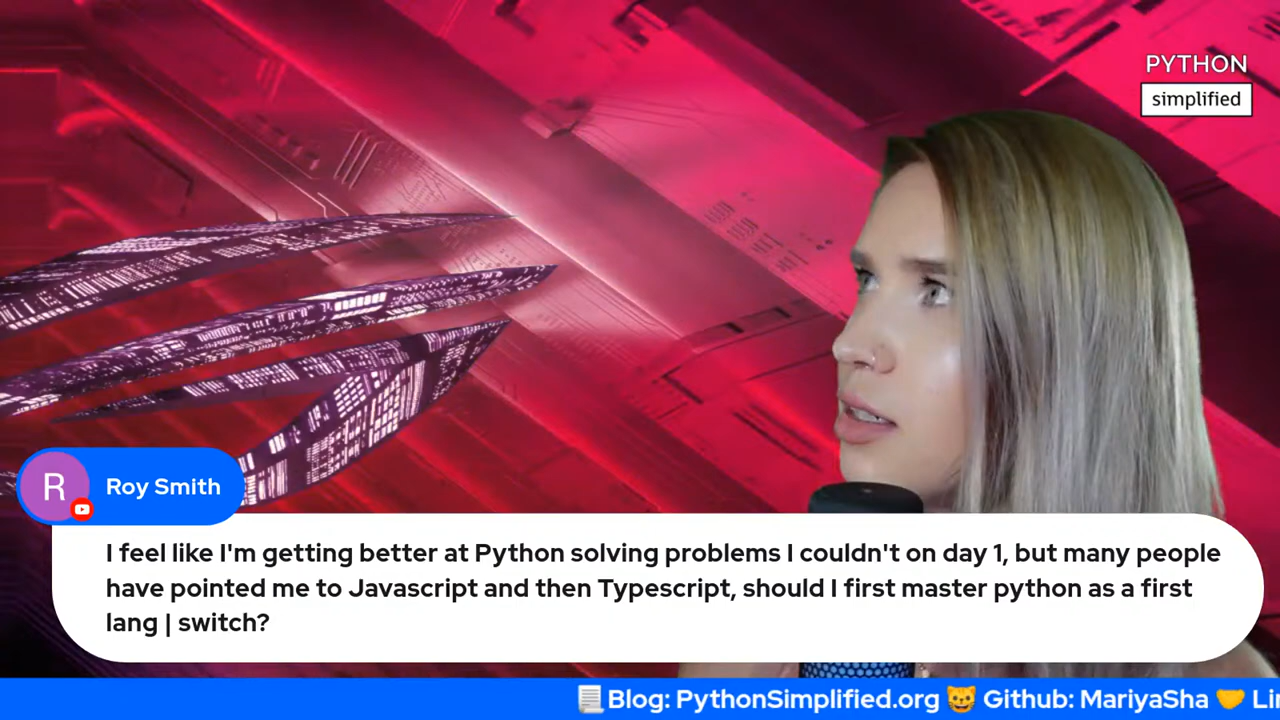 PYTHON
simplified
R
Roy Smith
I feel like I'm getting better at Python solving problems I couldn't on day 1, but many people
have pointed me to Javascript and then Typescript, should I first master python as a first
lang | switch?
Blog: PythonSimplified.org Github: MariyaSha Li